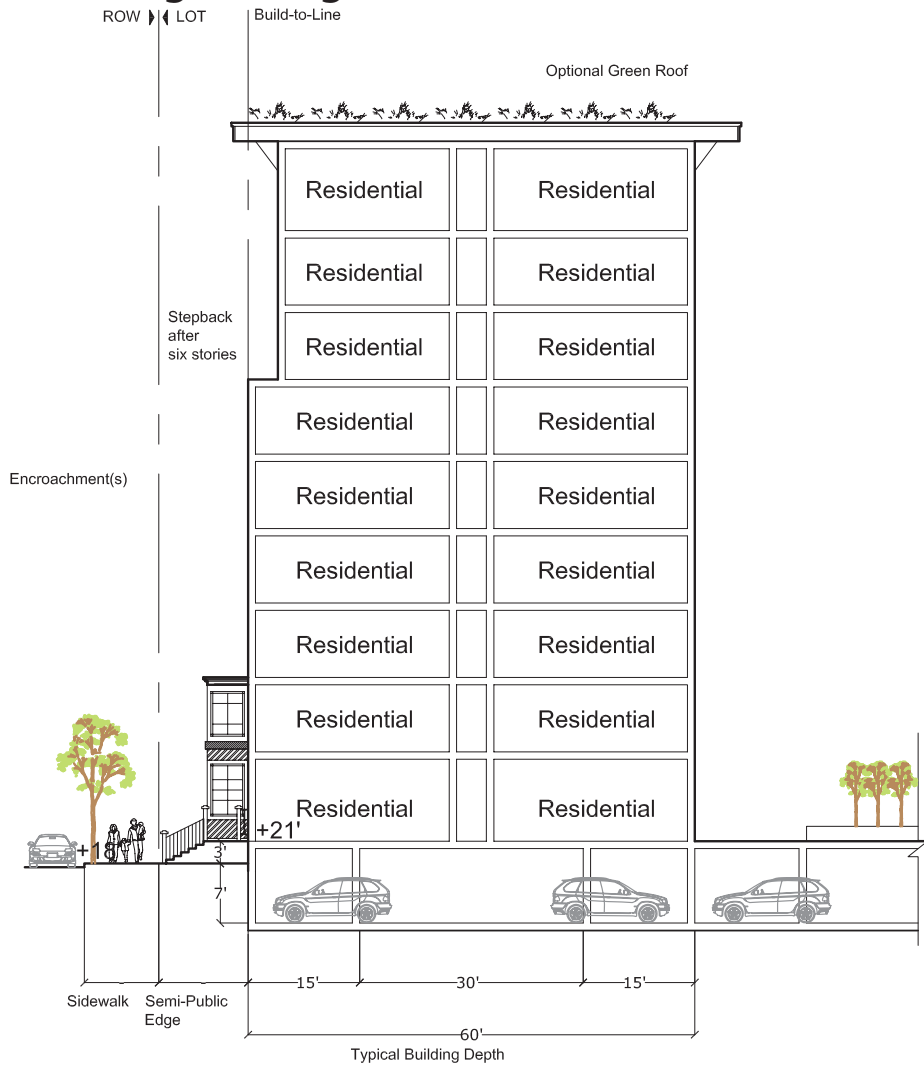 ROW
LOT
Build-to-Line
Optional Green Roof
Residential
Residential
Residential
Residential
Stepback
after
six stories
Residential
Residential
Residential
Residential
Encroachment(s)
Residential
Residential
Residential
Residential
Residential
Residential
Residential
Residential
Residential
Residential
+21'
3'
7'
15'
30'
15'
Sidewalk
Semi-Public
Edge
60'
Typical Building Depth